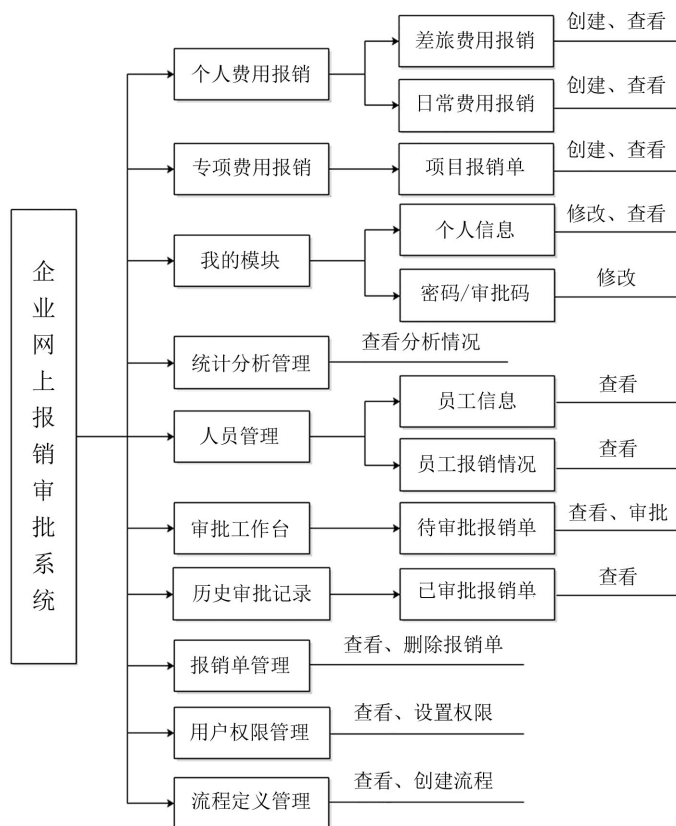 企业网上报销审批系统
个人费用报销
差旅费用报销
创建、查看
日常费用报销
创建、查看
专项费用报销
项目报销单
创建、查看
我的模块
个人信息
修改、查看
密码/审批码
修改
统计分析管理
查看分析情况
人员管理
员工信息
查看
员工报销情况
查看
审批工作台
待审批报销单
查看、审批
历史审批记录
已审批报销单
查看
报销单管理
查看、删除报销单
用户权限管理
查看、设置权限
流程定义管理
查看、创建流程